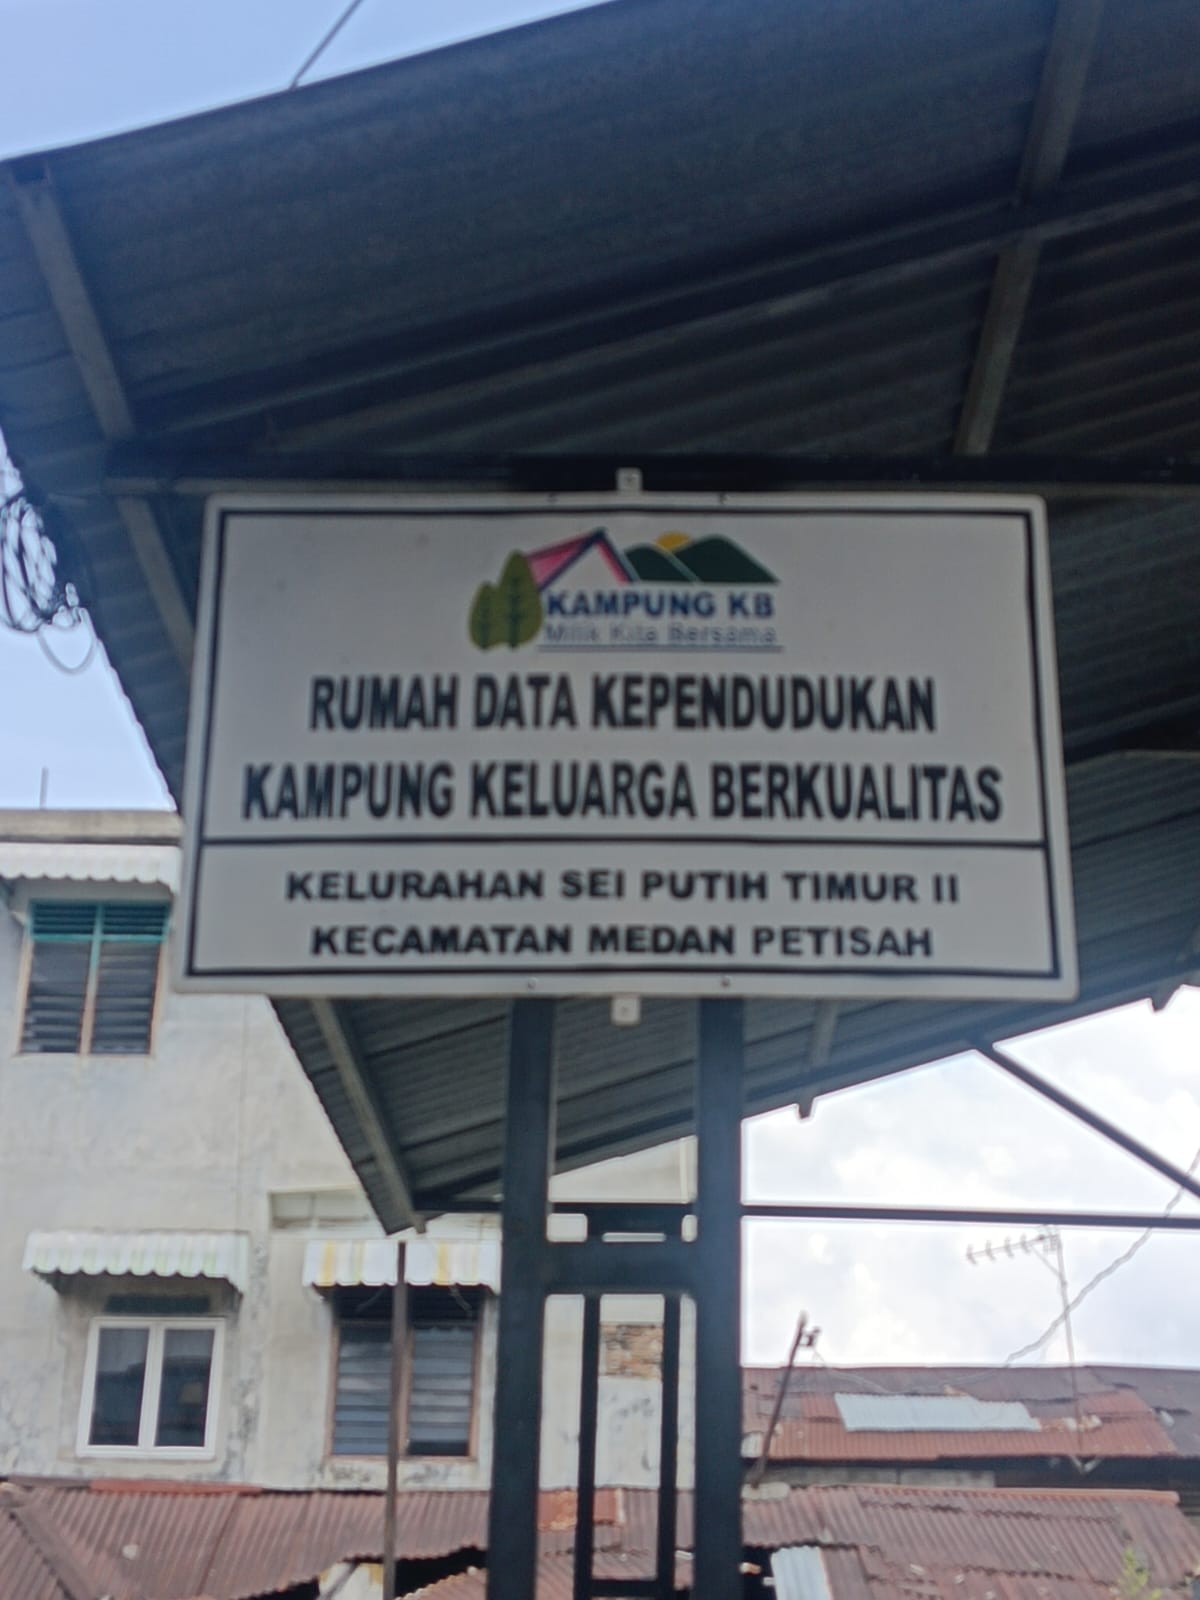 KAMPUNG KB
Milik Kita Bersama
RUMAH DATA KEPENDUDUKAN
KAMPUNG KELUARGA BERKUALITAS
KELURAHAN SEI PUTIH TIMUR II
KECAMATAN MEDAN PETISAH